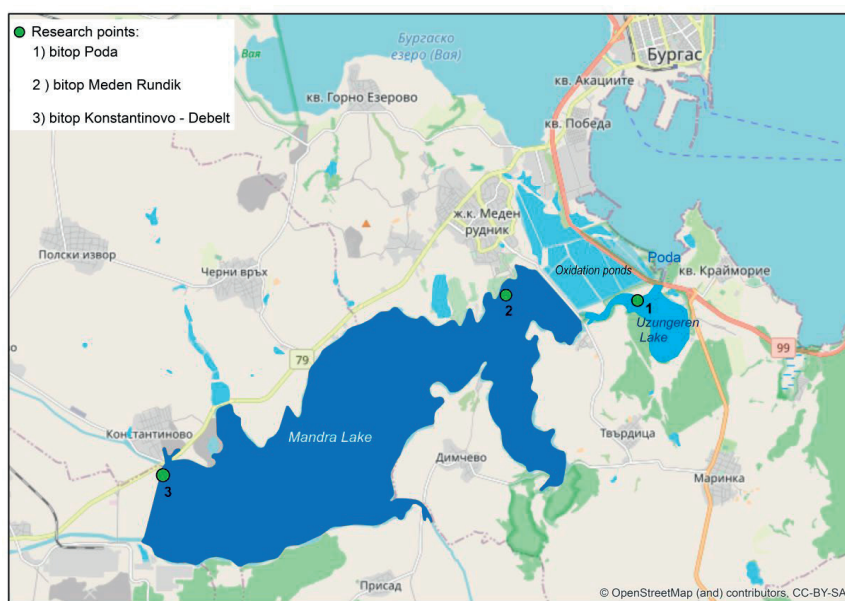 Research points:
1) bitop Poda
2 ) bitop Meden Rundik
3) bitop Konstantinovo - Debelt
Бургаско
езеро (Вая)
Вая
Бургас
кв. Акациите
кв. Горно Езерово
кв. Победа
ж.к. Меден
рудник
Полски извор
Черни връх
Oxidation ponds
Poda
кв. Крайморие
2
1
Uzungeren
Lake
79
99
Константиново
Mandra Lake
Твърдица
Димчево
Маринка
3
Присад
© OpenStreetMap (and) contributors, CC-BY-SA